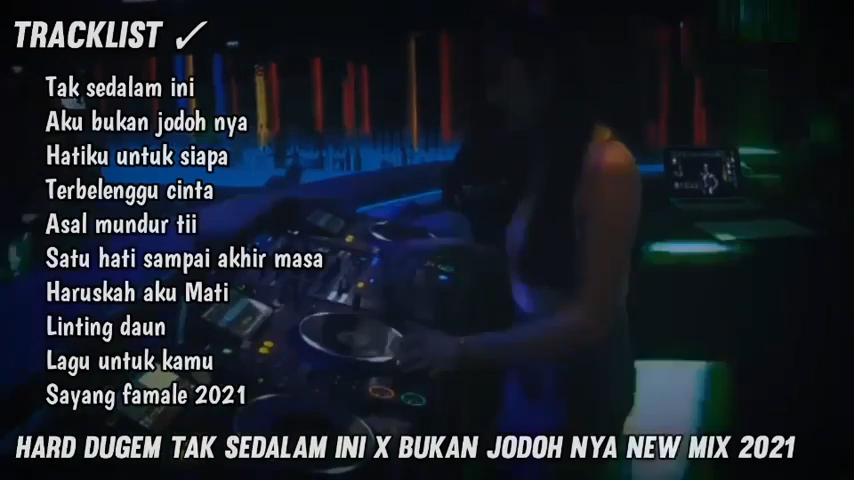 TRACKLIST ✓
Tak sedalam ini
Aku bukan jodoh nya
Hatiku untuk siapa
Terbelenggu cinta
Asal mundur tii
Satu hati sampai akhir masa
Haruskah aku Mati
Linting daun
Lagu untuk kamu
Sayang famale 2021
HARD DUGEM TAK SEDALAM INI X BUKAN JODOH NYA NEW MIX 2021